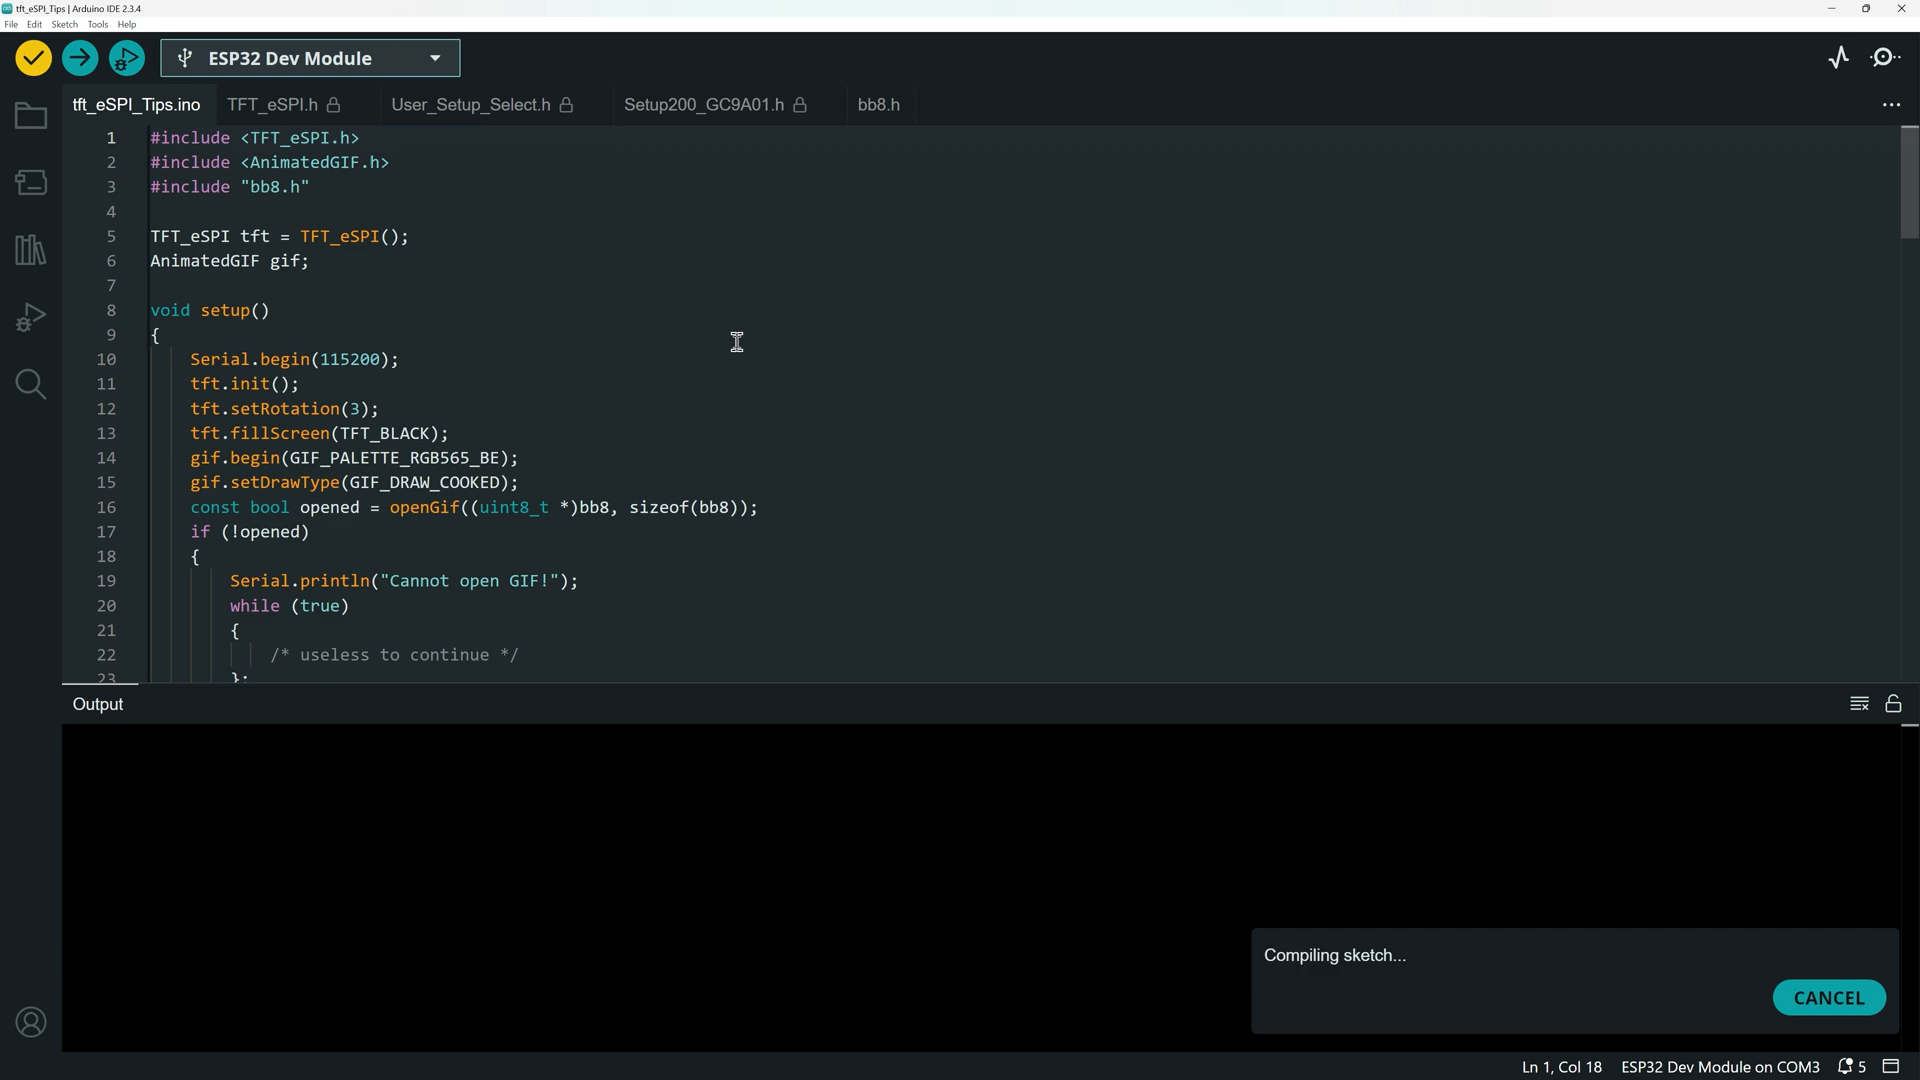 tft_eSPI_Tips | Arduino IDE 2.3.4
File Edit Sketch Tools Help
ESP32 Dev Module
tft_eSPI_Tips.ino TFT_eSPI.h User_Setup_Select.h Setup200_GC9A01.h bb8.h
1 #include <TFT_eSPI.h>
2 #include <AnimatedGIF.h>
3 #include "bb8.h"
4
5 TFT_eSPI tft = TFT_eSPI();
6 AnimatedGIF gif;
7
8 void setup()
9 {
10 Serial.begin(115200);
11 tft.init();
12 tft.setRotation(3);
13 tft.fillScreen(TFT_BLACK);
14 gif.begin(GIF_PALETTE_RGB565_BE);
15 gif.setDrawType(GIF_DRAW_COOKED);
16 const bool opened = openGif((uint8_t *)bb8, sizeof(bb8));
17 if (!opened)
18 {
19 Serial.println("Cannot open GIF!");
20 while (true)
21 {
22 /* useless to continue */
23 };
Output
Compiling sketch...
CANCEL
Ln 1, Col 18 ESP32 Dev Module on COM3 5